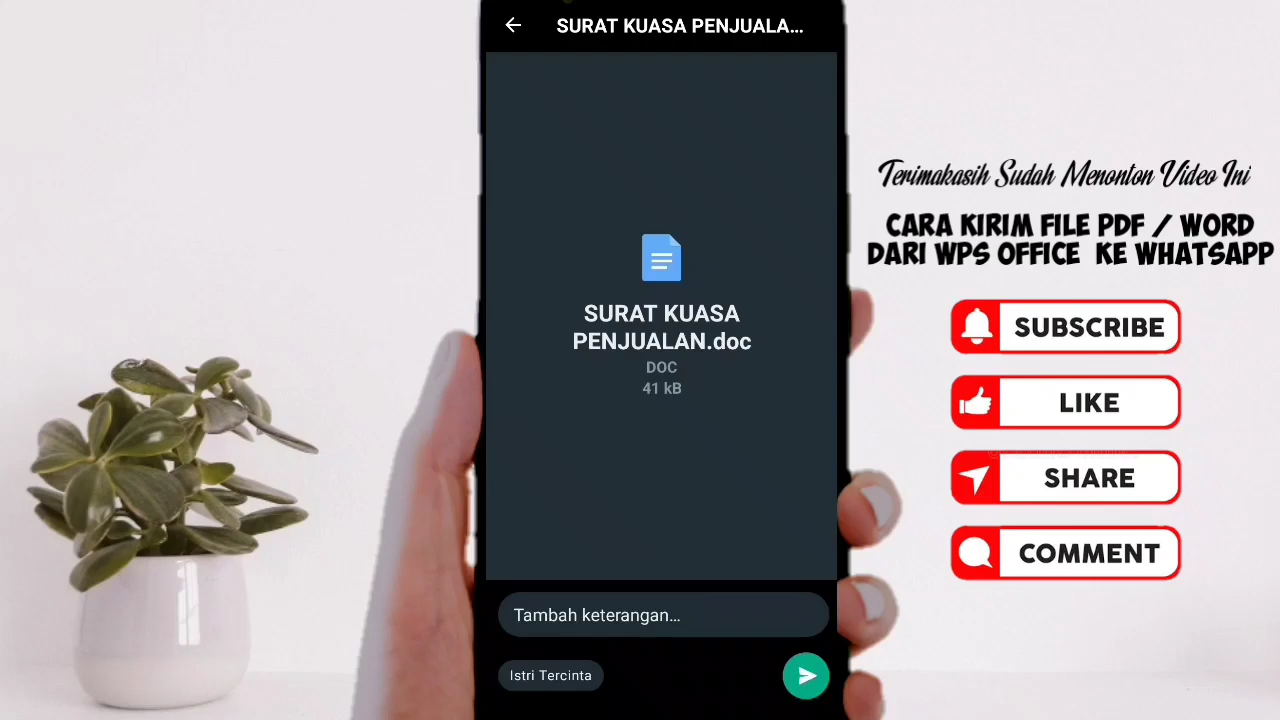 SURAT KUASA PENJUALA...
SURAT KUASA
PENJUALAN.doc
DOC
41 kB
Tambah keterangan...
Istri Tercinta
Terimakasih Sudah Menonton Video Ini
CARA KIRIM FILE PDF / WORD
DARI WPS OFFICE KE WHATSAPP
SUBSCRIBE
LIKE
SHARE
COMMENT